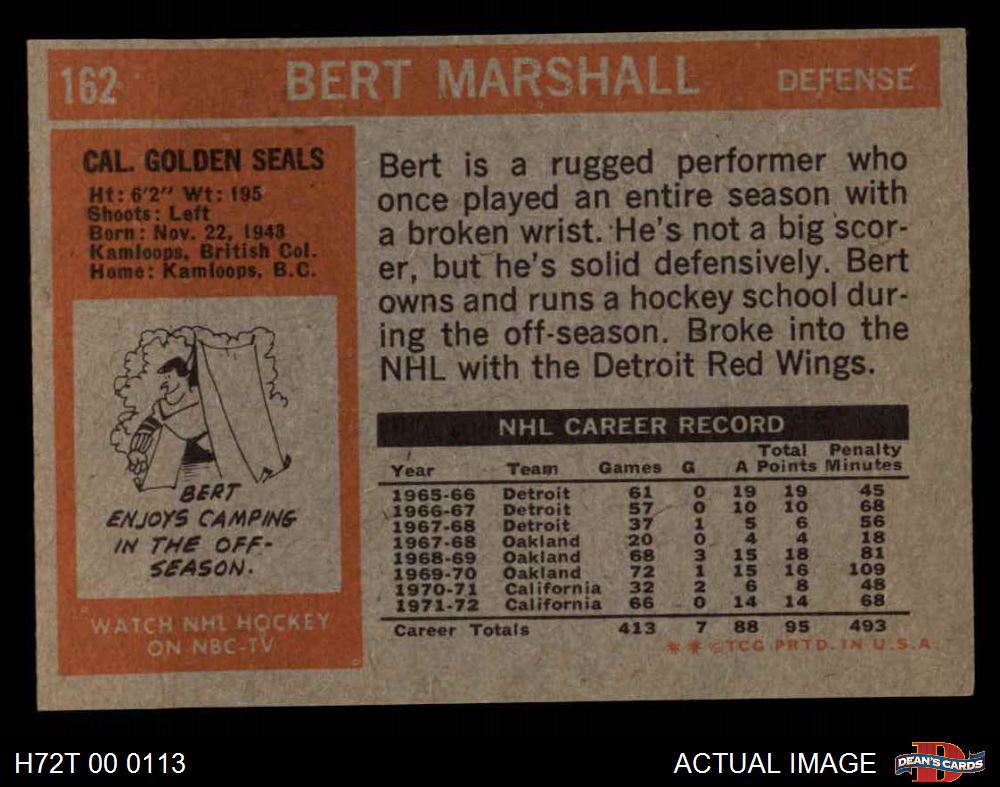 162 BERT MARSHALL DEFENSE
CAL. GOLDEN SEALS
Ht: 6'2" Wt: 195
Shoots: Left
Born: Nov. 22, 1943
Kamloops, British Col.
Home: Kamloops, B.C.
BERT
ENJOYS CAMPING
IN THE OFF-
SEASON.
WATCH NHL HOCKEY
ON NBC-TV
Bert is a rugged performer who
once played an entire season with
a broken wrist. He's not a big scor-
er, but he's solid defensively. Bert
owns and runs a hockey school dur-
ing the off-season. Broke into the
NHL with the Detroit Red Wings.
NHL CAREER RECORD
Total Penalty
Year Team Games G A Points Minutes
1965-66 Detroit 61 0 19 19 45
1966-67 Detroit 57 0 10 10 68
1967-68 Detroit 37 1 5 6 56
1967-68 Oakland 20 0 4 4 18
1968-69 Oakland 68 3 15 18 81
1969-70 Oakland 72 1 15 16 109
1970-71 California 32 2 6 8 48
1971-72 California 66 0 14 14 68
Career Totals 413 7 88 95 493
** ©TCG PRTD. IN U.S.A.
H72T 00 0113
ACTUAL IMAGE
D
DEAN'S CARDS